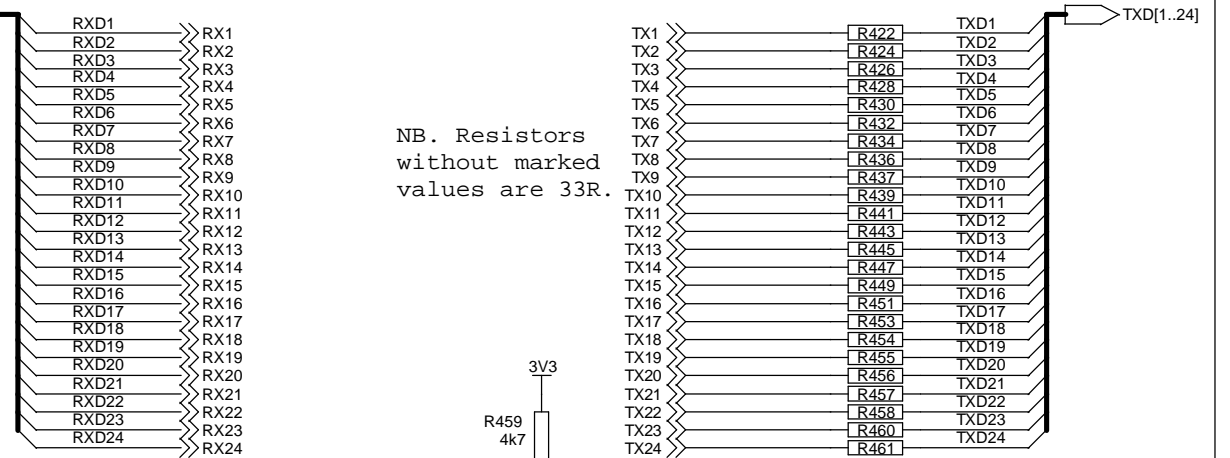 RXD1
RXD2
RXD3
RXD4
RXD5
RXD6
RXD7
RXD8
RXD9
RXD10
RXD11
RXD12
RXD13
RXD14
RXD15
RXD16
RXD17
RXD18
RXD19
RXD20
RXD21
RXD22
RXD23
RXD24
RX1
RX2
RX3
RX4
RX5
RX6
RX7
RX8
RX9
RX10
RX11
RX12
RX13
RX14
RX15
RX16
RX17
RX18
RX19
RX20
RX21
RX22
RX23
RX24
NB. Resistors
without marked
values are 33R.
3V3
R459
4k7
TX1
TX2
TX3
TX4
TX5
TX6
TX7
TX8
TX9
TX10
TX11
TX12
TX13
TX14
TX15
TX16
TX17
TX18
TX19
TX20
TX21
TX22
TX23
TX24
R422
R424
R426
R428
R430
R432
R434
R436
R437
R439
R441
R443
R445
R447
R449
R451
R453
R454
R455
R456
R457
R458
R460
R461
TXD1
TXD2
TXD3
TXD4
TXD5
TXD6
TXD7
TXD8
TXD9
TXD10
TXD11
TXD12
TXD13
TXD14
TXD15
TXD16
TXD17
TXD18
TXD19
TXD20
TXD21
TXD22
TXD23
TXD24
TXD[1..24]